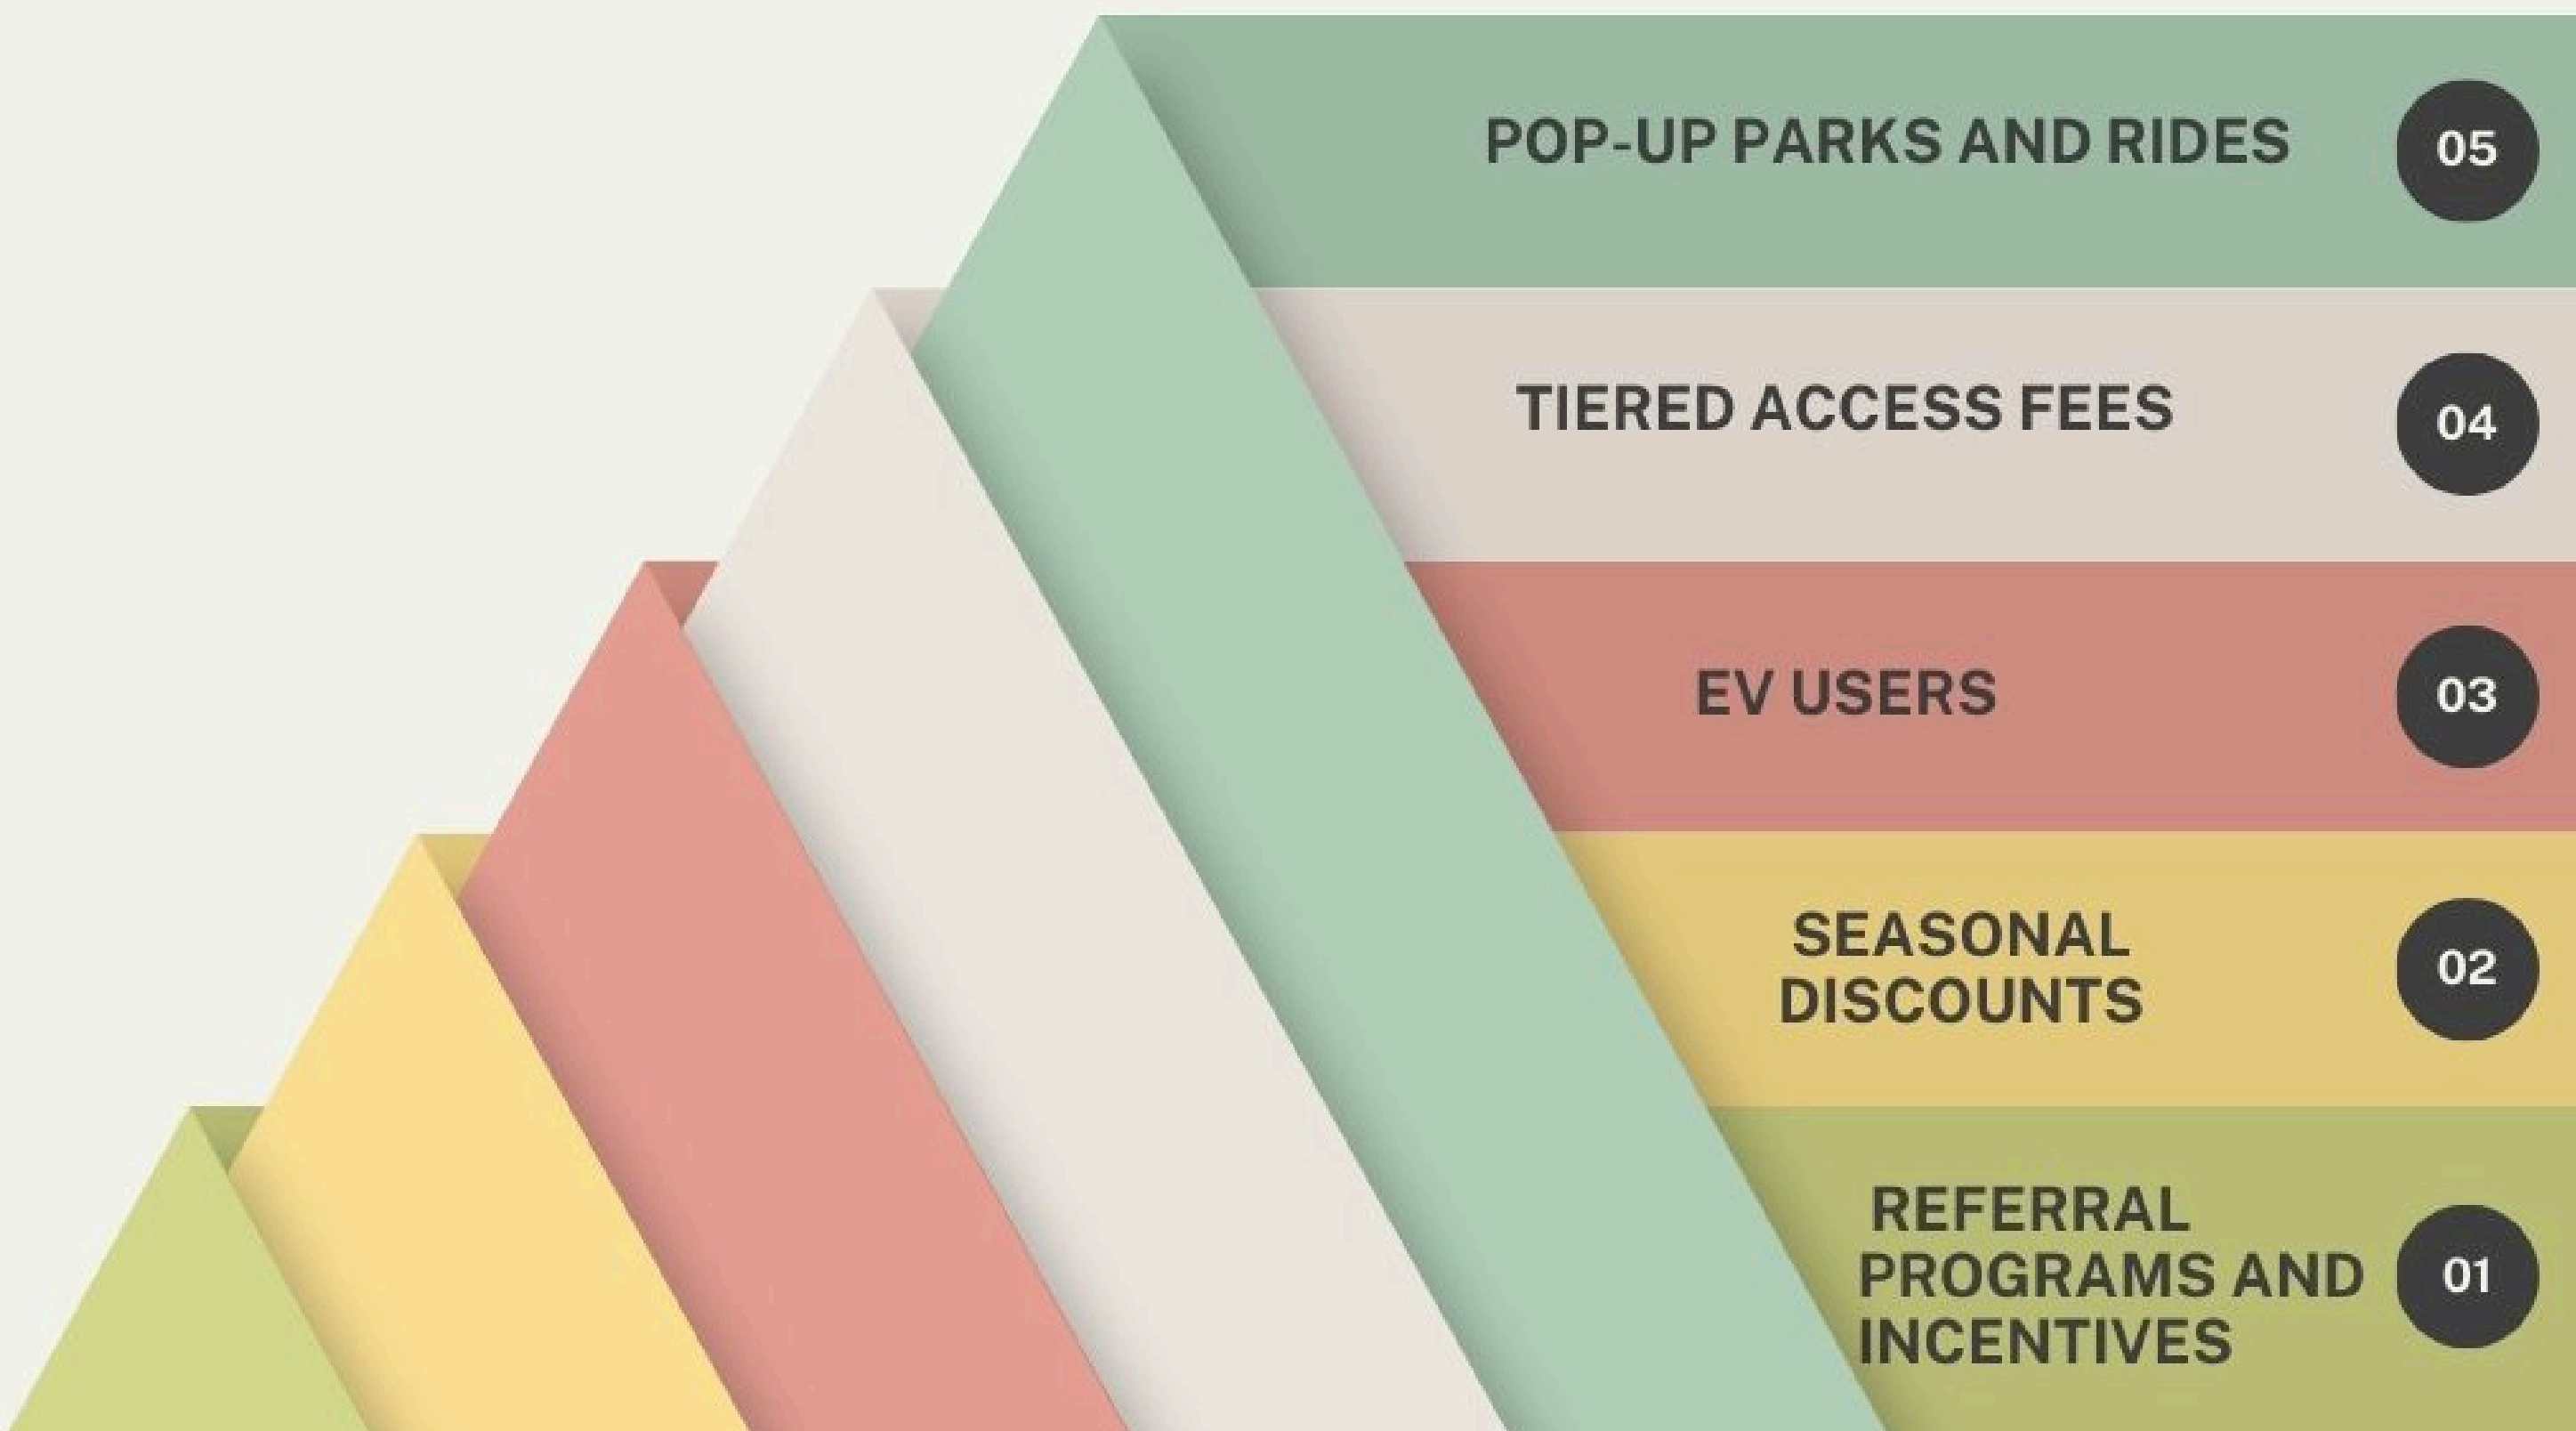 POP-UP PARKS AND RIDES
05
TIERED ACCESS FEES
04
EV USERS
03
SEASONAL
DISCOUNTS
02
REFERRAL
PROGRAMS AND
INCENTIVES
01